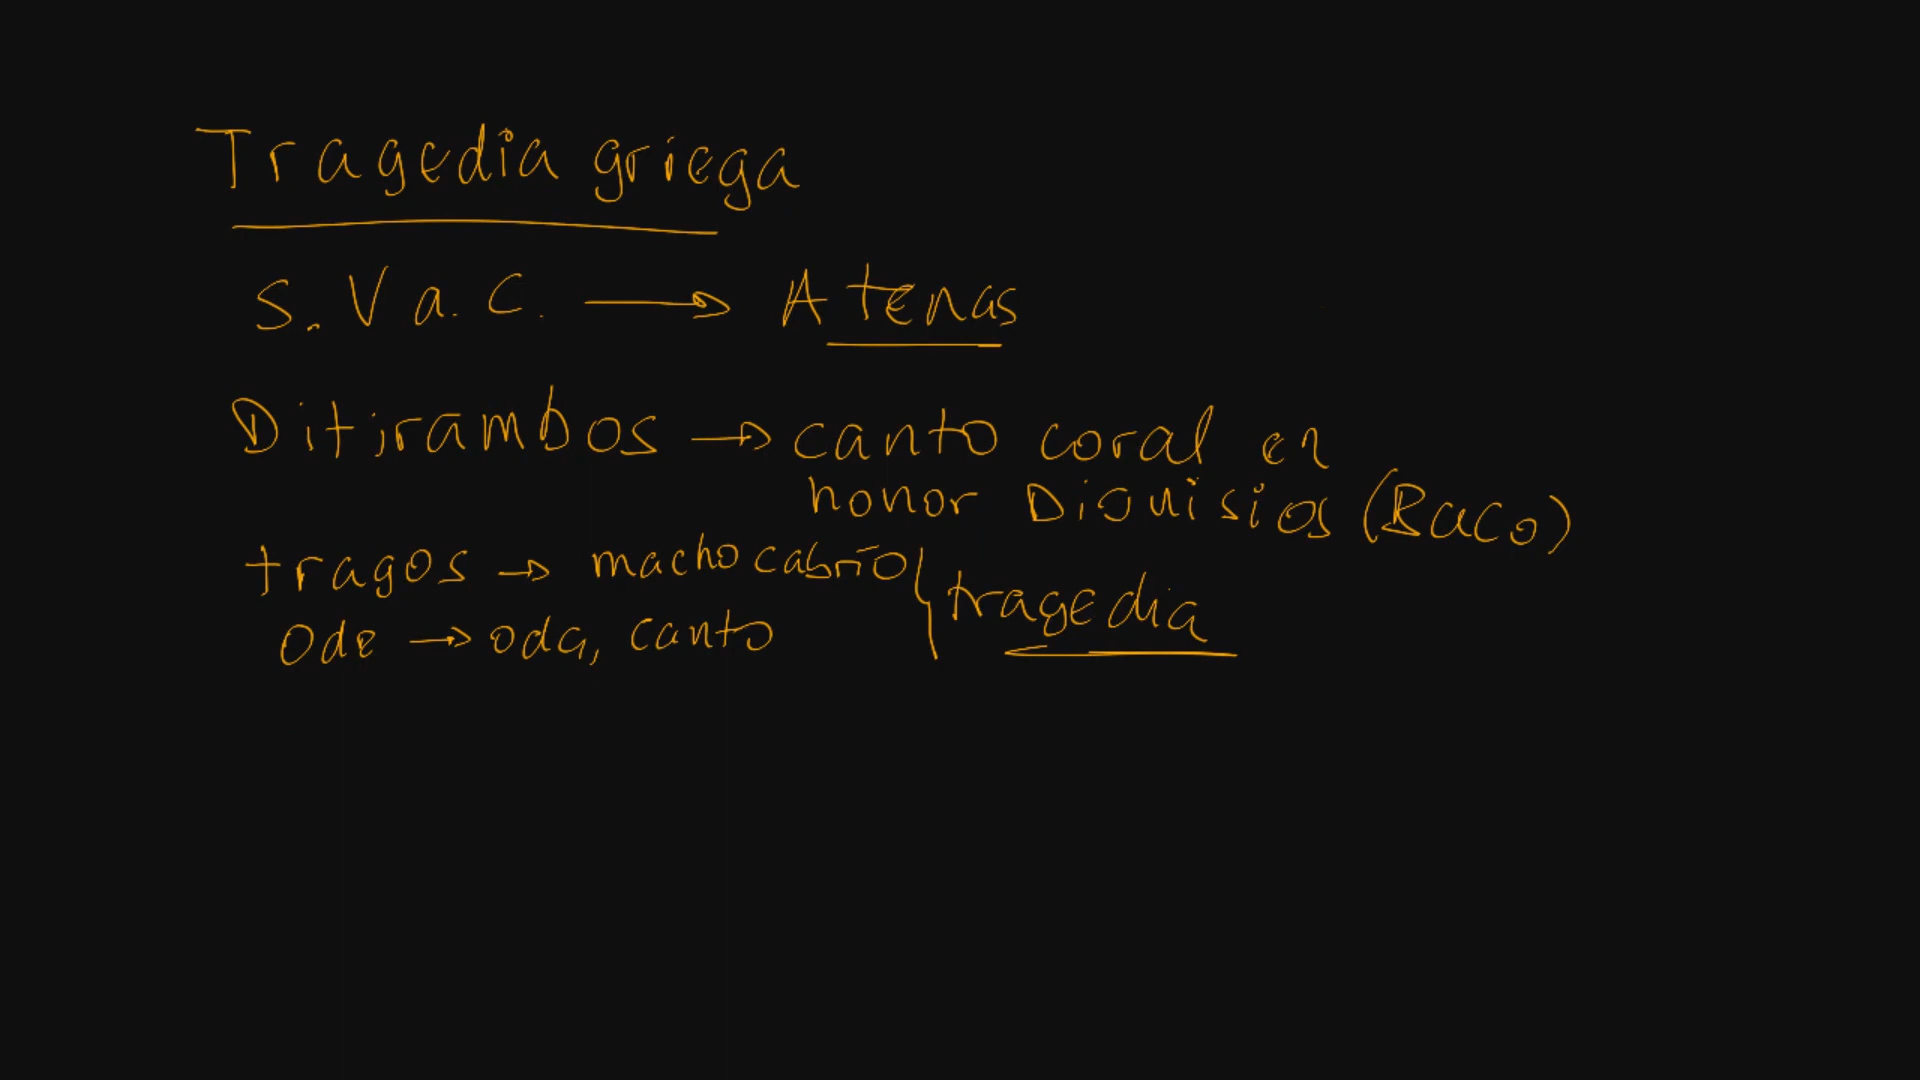 Tragedia griega
S. V a. C. → Atenas
Ditirambos → canto coral en
honor Dionisios (Baco)
tragos → macho cabrío
Ode → oda, canto
} tragedia